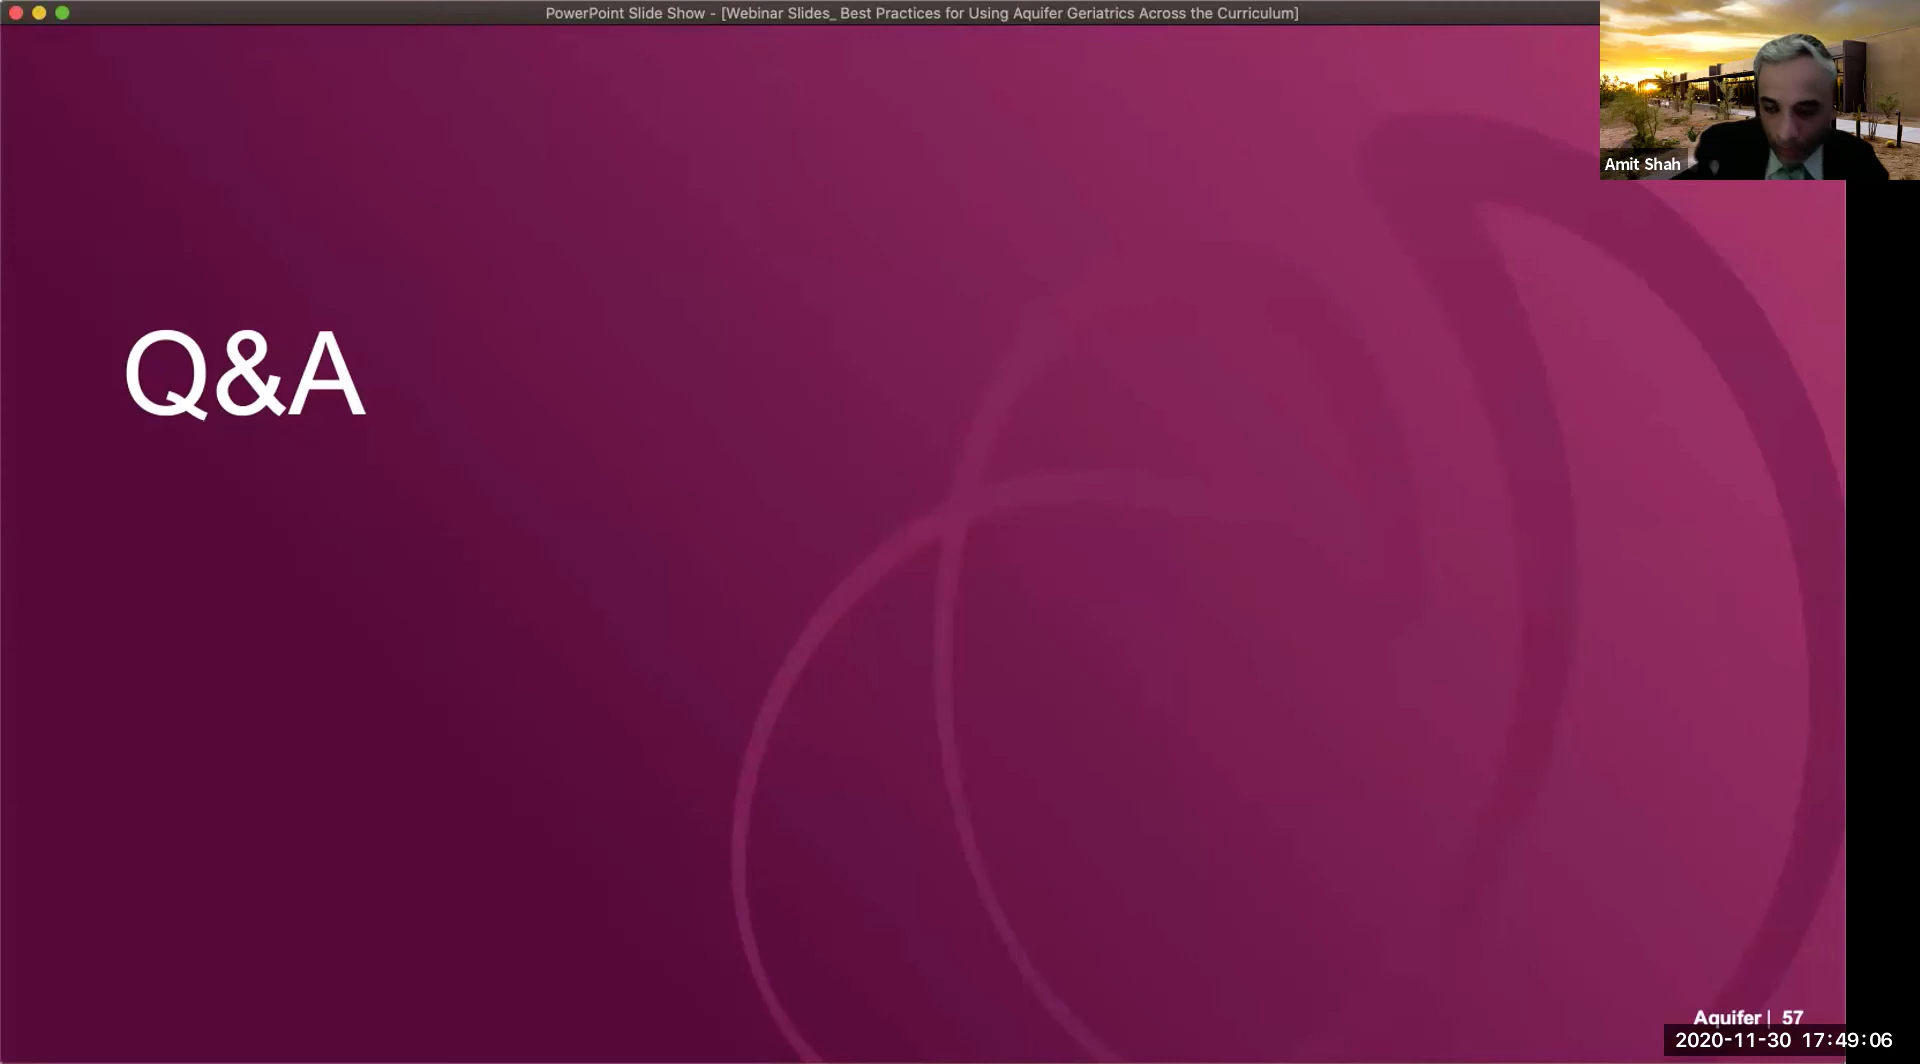 PowerPoint Slide Show - [Webinar Slides_ Best Practices for Using Aquifer Geriatrics Across the Curriculum]
Amit Shah
Q&A
Aquifer | 57
2020-11-30 17:49:06